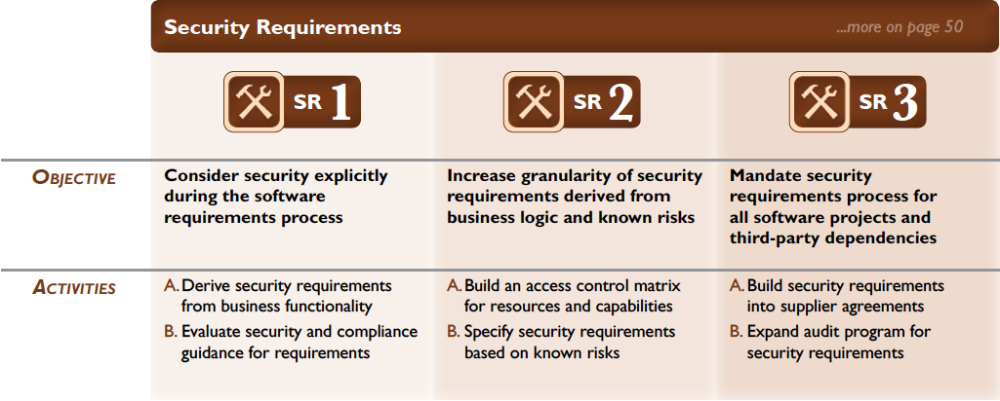 Security Requirements ...more on page 50
SR 1 SR 2 SR 3
OBJECTIVE
Consider security explicitly
during the software
requirements process
Increase granularity of security
requirements derived from
business logic and known risks
Mandate security
requirements process for
all software projects and
third-party dependencies
ACTIVITIES
A. Derive security requirements
from business functionality
B. Evaluate security and compliance
guidance for requirements
A. Build an access control matrix
for resources and capabilities
B. Specify security requirements
based on known risks
A. Build security requirements
into supplier agreements
B. Expand audit program for
security requirements